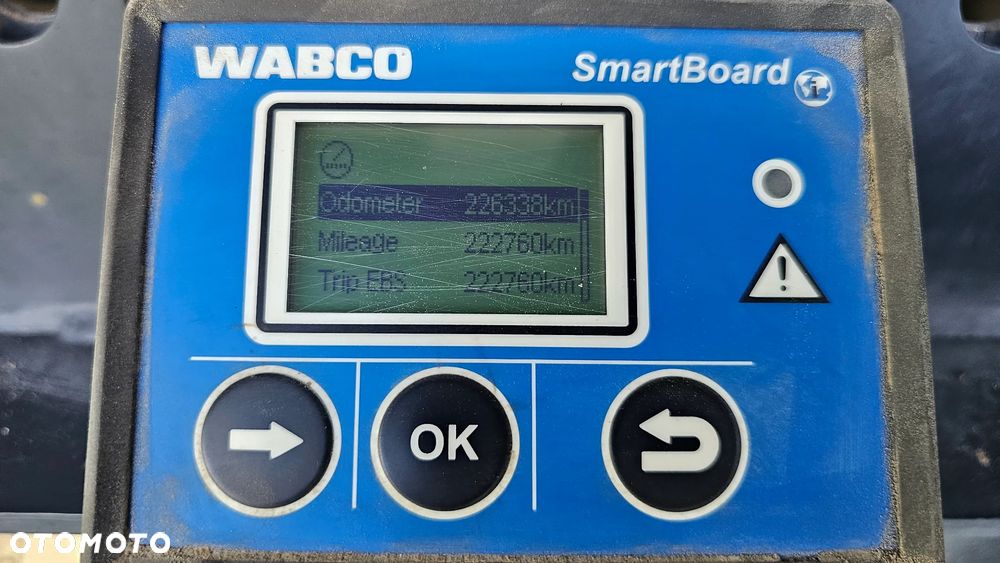 WABCO
SmartBoard i
Odometer 226338km
Mileage 222760km
Trip EBS 222760km
!
OK
OTOMOTO